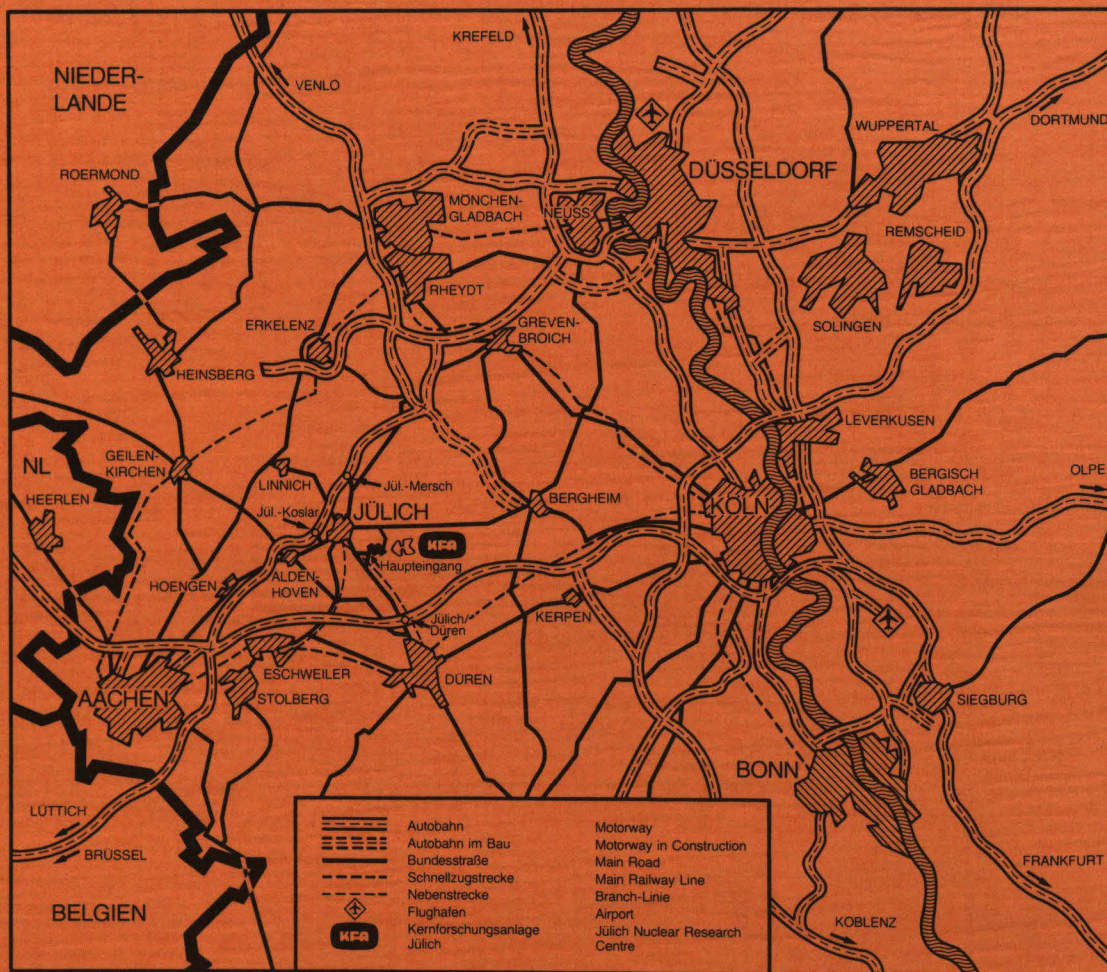 KREFELD
NIEDER-
LANDE
VENLO
DORTMUND
WUPPERTAL
ROERMOND
DÜSSELDORF
MÖNCHEN-
GLADBACH
NEUSS
REMSCHEID
RHEYDT
SOLINGEN
ERKELENZ
GREVEN-
BROICH
HEINSBERG
LEVERKUSEN
GEILEN-
KIRCHEN
NL
HEERLEN
LINNICH
Jül.-Mersch
BERGHEIM
BERGISCH
GLADBACH
OLPE
KÖLN
JÜLICH
Jül.-Koslar
KFA
Haupteingang
ALDEN-
HOVEN
HOENGEN
KERPEN
Jülich/
Düren
ESCHWEILER
DÜREN
STOLBERG
AACHEN
SIEGBURG
BONN
LÜTTICH
BRÜSSEL
BELGIEN
FRANKFURT
KOBLENZ
Autobahn Motorway
Autobahn im Bau Motorway in Construction
Bundesstraße Main Road
Schnellzugstrecke Main Railway Line
Nebenstrecke Branch-Linie
Flughafen Airport
KFA Kernforschungsanlage Jülich Nuclear Research
Jülich Centre